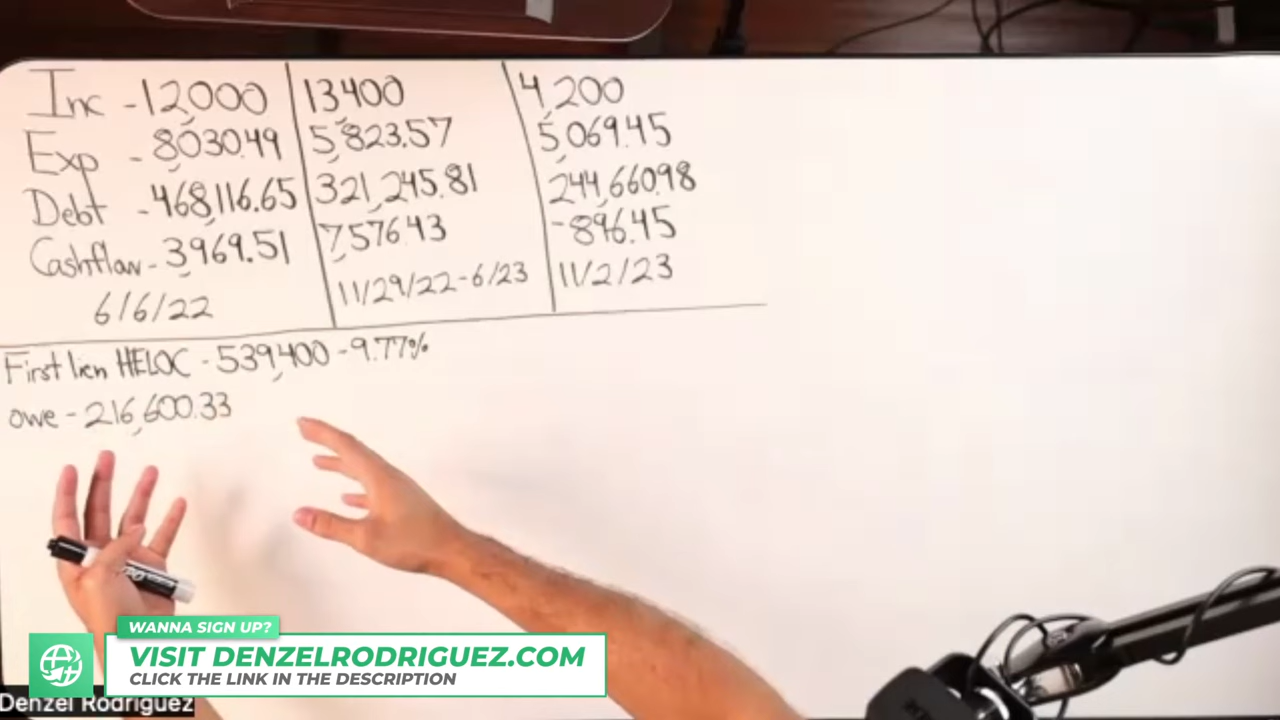 Inc - 12,000 13,400 4,200
Exp - 8,030.49 5,823.57 5,069.45
Debt - 468,116.65 321,245.81 244,660.98
Cashflow - 3,969.51 7,576.43 -896.45
6/6/22 11/29/22-6/23 11/2/23
First lien HELOC - 539,400 - 9.77%
owe - 216,600.33
WANNA SIGN UP?
VISIT DENZELRODRIGUEZ.COM
CLICK THE LINK IN THE DESCRIPTION
Denzel Rodriguez